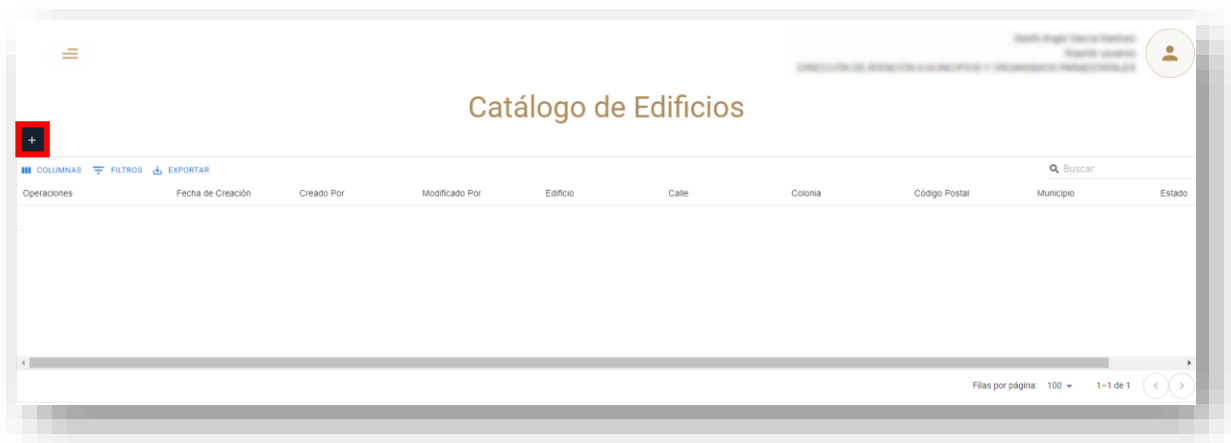 Catálogo de Edificios
+
COLUMNAS FILTROS EXPORTAR Buscar
Operaciones Fecha de Creación Creado Por Modificado Por Edificio Calle Colonia Código Postal Municipio Estado
Filas por página: 100 1–1 de 1